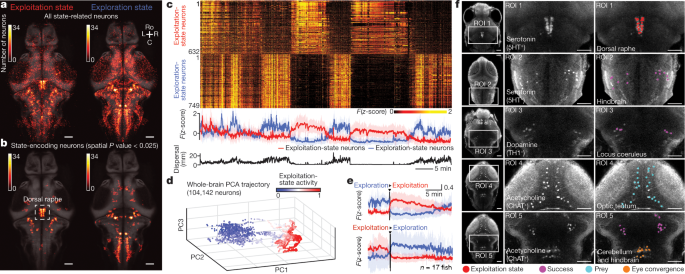 a
Exploitation state
Exploration state
All state-related neurons
Number of neurons
34
0
34
0
Ro
L
R
C
b
State-encoding neurons (spatial P value < 0.025)
34
0
34
0
Dorsal raphe
c
Exploitation-state neurons
1
632
Exploration-state neurons
1
749
F(z-score)
0
2
F(z-score)
2
0
Exploitation-state neurons
Exploration-state neurons
Dispersal (mm)
20
0
5 min
d
Whole-brain PCA trajectory
(104,142 neurons)
Exploitation-state activity
0
1
PC3
PC2
PC1
e
Exploration
Exploitation
0.4
5 min
F(z-score)
Exploitation
Exploration
F(z-score)
n = 17 fish
f
ROI 1
ROI 1
Serotonin
(5HT+)
ROI 1
Dorsal raphe
ROI 2
ROI 2
Serotonin
(5HT+)
ROI 2
Hindbrain
ROI 3
ROI 3
Dopamine
(TH1+)
ROI 3
Locus coeruleus
ROI 4
ROI 4
Acetylcholine
(ChAT+)
ROI 4
Optic tectum
ROI 5
ROI 5
Acetylcholine
(ChAT+)
ROI 5
Cerebellum
and hindbrain
Exploitation state
Success
Prey
Eye convergence